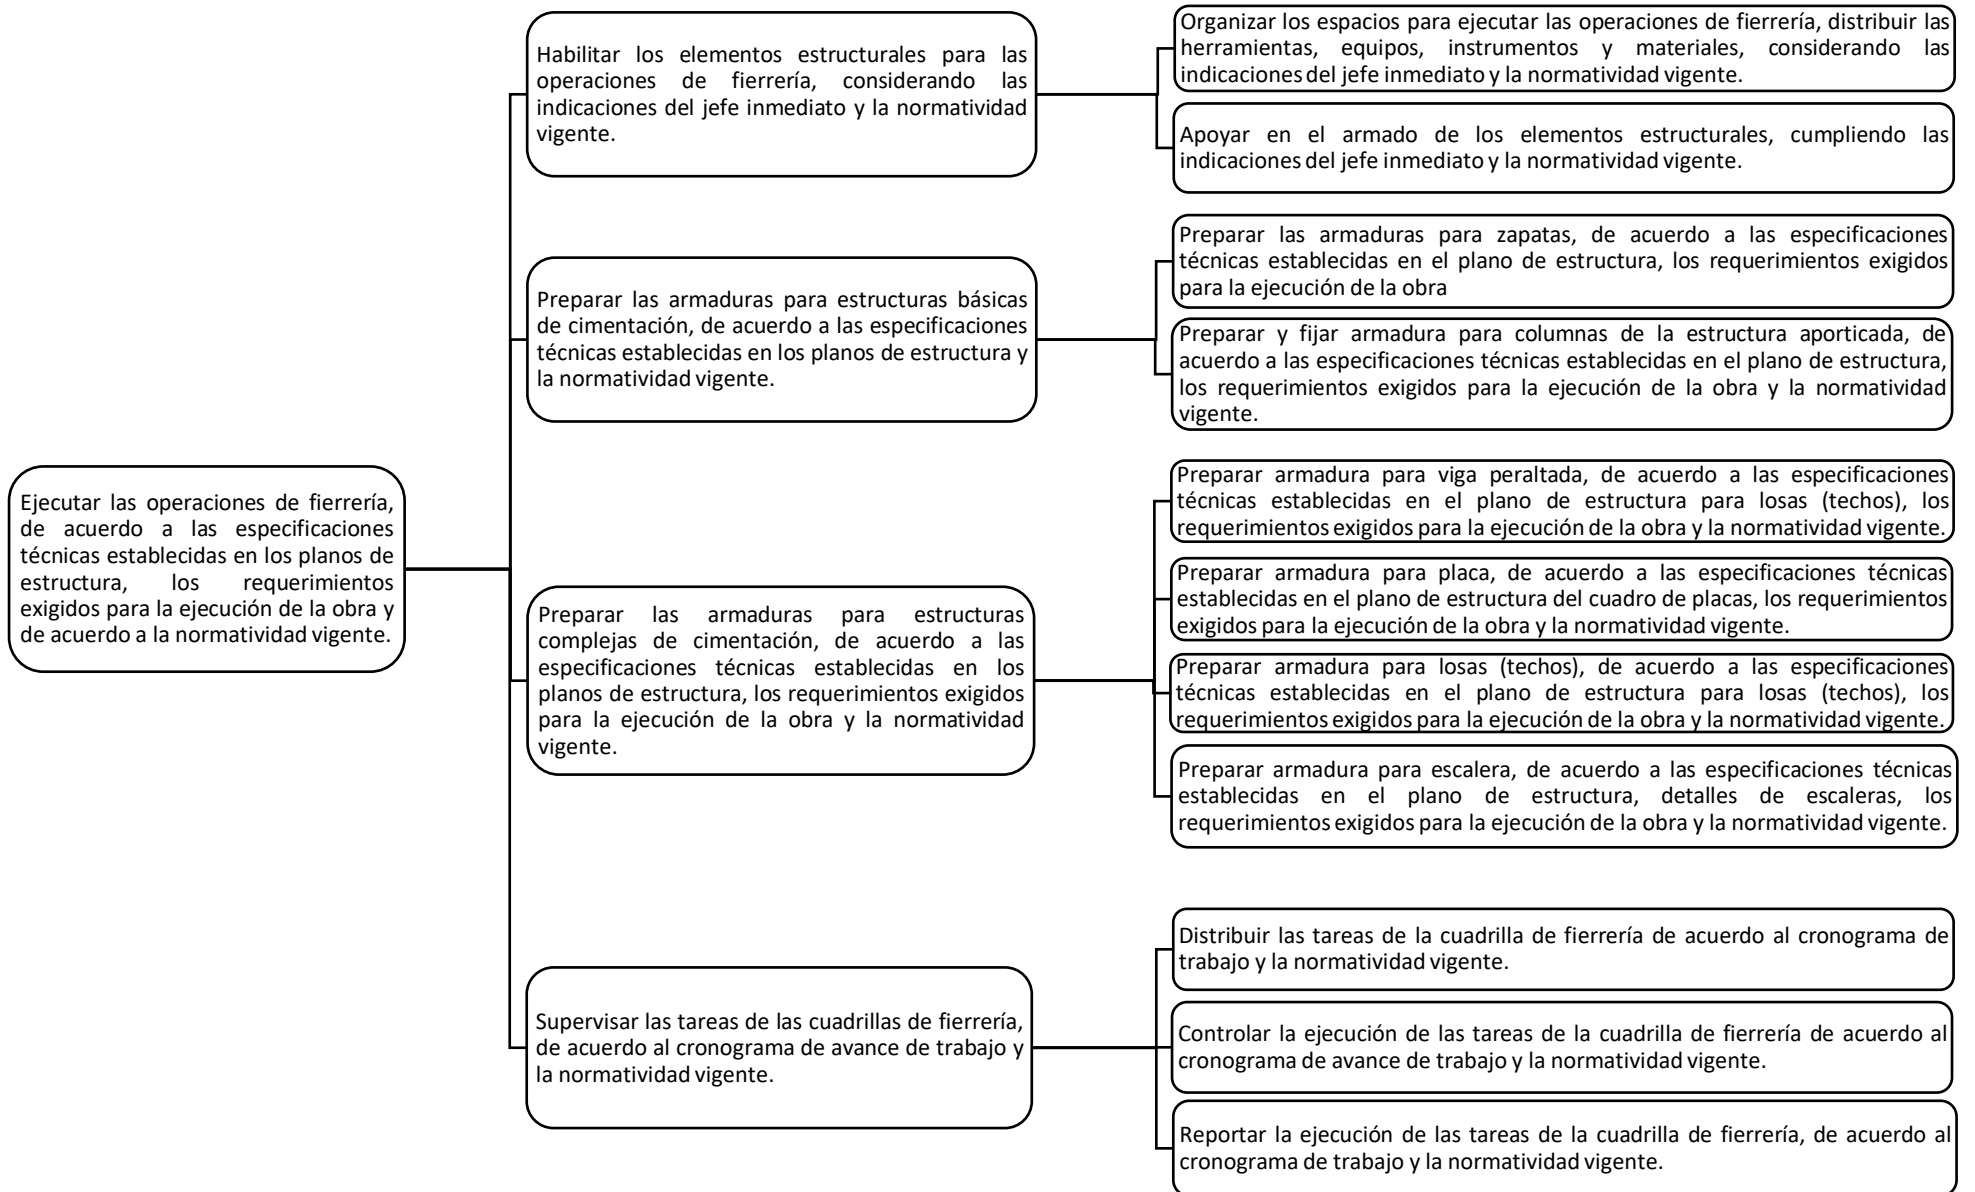 Ejecutar las operaciones de fierrería,
de acuerdo a las especificaciones
técnicas establecidas en los planos de
estructura, los requerimientos
exigidos para la ejecución de la obra y
de acuerdo a la normatividad vigente.
Habilitar los elementos estructurales para las
operaciones de fierrería, considerando las
indicaciones del jefe inmediato y la normatividad
vigente.
Organizar los espacios para ejecutar las operaciones de fierrería, distribuir las
herramientas, equipos, instrumentos y materiales, considerando las
indicaciones del jefe inmediato y la normatividad vigente.
Apoyar en el armado de los elementos estructurales, cumpliendo las
indicaciones del jefe inmediato y la normatividad vigente.
Preparar las armaduras para estructuras básicas
de cimentación, de acuerdo a las especificaciones
técnicas establecidas en los planos de estructura y
la normatividad vigente.
Preparar las armaduras para zapatas, de acuerdo a las especificaciones
técnicas establecidas en el plano de estructura, los requerimientos exigidos
para la ejecución de la obra
Preparar y fijar armadura para columnas de la estructura aporticada, de
acuerdo a las especificaciones técnicas establecidas en el plano de estructura,
los requerimientos exigidos para la ejecución de la obra y la normatividad
vigente.
Preparar las armaduras para estructuras
complejas de cimentación, de acuerdo a las
especificaciones técnicas establecidas en los
planos de estructura, los requerimientos exigidos
para la ejecución de la obra y la normatividad
vigente.
Preparar armadura para viga peraltada, de acuerdo a las especificaciones
técnicas establecidas en el plano de estructura para losas (techos), los
requerimientos exigidos para la ejecución de la obra y la normatividad vigente.
Preparar armadura para placa, de acuerdo a las especificaciones técnicas
establecidas en el plano de estructura del cuadro de placas, los requerimientos
exigidos para la ejecución de la obra y la normatividad vigente.
Preparar armadura para losas (techos), de acuerdo a las especificaciones
técnicas establecidas en el plano de estructura para losas (techos), los
requerimientos exigidos para la ejecución de la obra y la normatividad vigente.
Preparar armadura para escalera, de acuerdo a las especificaciones técnicas
establecidas en el plano de estructura, detalles de escaleras, los
requerimientos exigidos para la ejecución de la obra y la normatividad vigente.
Supervisar las tareas de las cuadrillas de fierrería,
de acuerdo al cronograma de avance de trabajo y
la normatividad vigente.
Distribuir las tareas de la cuadrilla de fierrería de acuerdo al cronograma de
trabajo y la normatividad vigente.
Controlar la ejecución de las tareas de la cuadrilla de fierrería de acuerdo al
cronograma de avance de trabajo y la normatividad vigente.
Reportar la ejecución de las tareas de la cuadrilla de fierrería, de acuerdo al
cronograma de trabajo y la normatividad vigente.